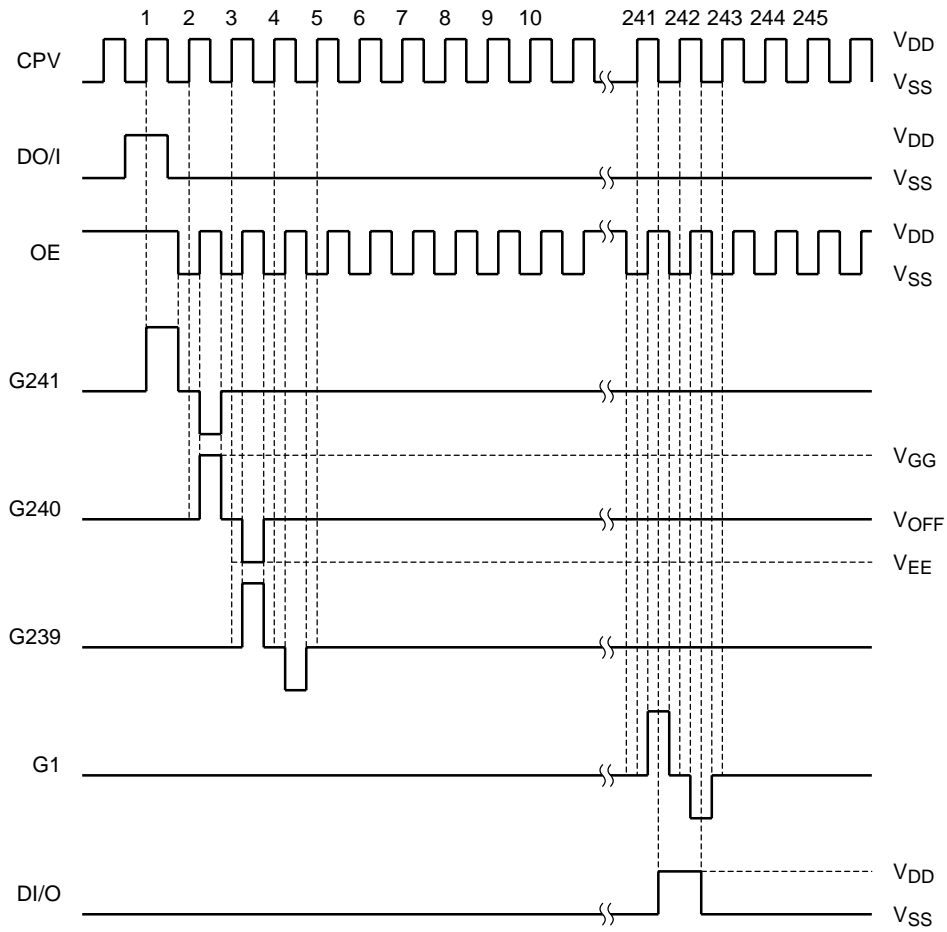 1 2 3 4 5 6 7 8 9 10 241 242 243 244 245
CPV VDD
VSS
DO/I VDD
VSS
OE VDD
VSS
G241
VGG
G240 VOFF
VEE
G239
G1
DI/O VDD
VSS